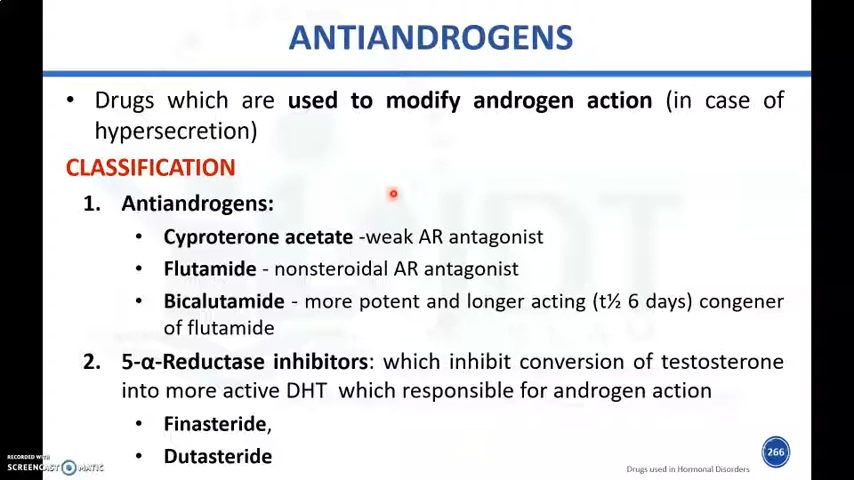 ANTIANDROGENS
• Drugs which are used to modify androgen action (in case of
hypersecretion)
CLASSIFICATION
1. Antiandrogens:
• Cyproterone acetate -weak AR antagonist
• Flutamide - nonsteroidal AR antagonist
• Bicalutamide - more potent and longer acting (t½ 6 days) congener
of flutamide
2. 5-α-Reductase inhibitors: which inhibit conversion of testosterone
into more active DHT which responsible for androgen action
• Finasteride,
• Dutasteride
RECORDED WITH
SCREENCAST MATIC
Drugs used in Hormonal Disorders
266